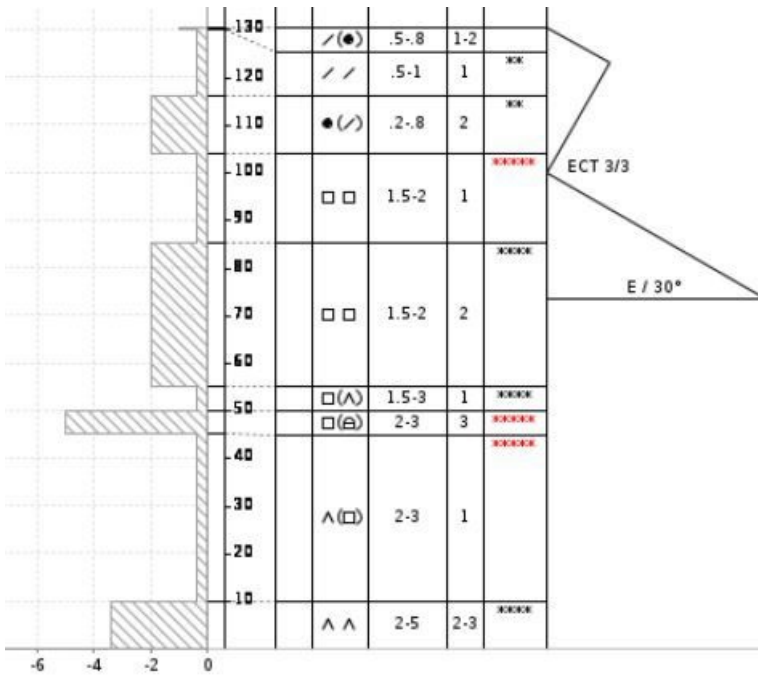 130
/(●) .5-.8 1-2
120 / / .5-1 1 **
110 ●(/) .2-.8 2 **
100 ***** ECT 3/3
90 □ □ 1.5-2 1
80 ****
E / 30°
70 □ □ 1.5-2 2
60
50 □(∧) 1.5-3 1 ****
□(⌓) 2-3 3 *****
40 *****
30 ∧(□) 2-3 1
20
10 ****
∧ ∧ 2-5 2-3
-6 -4 -2 0